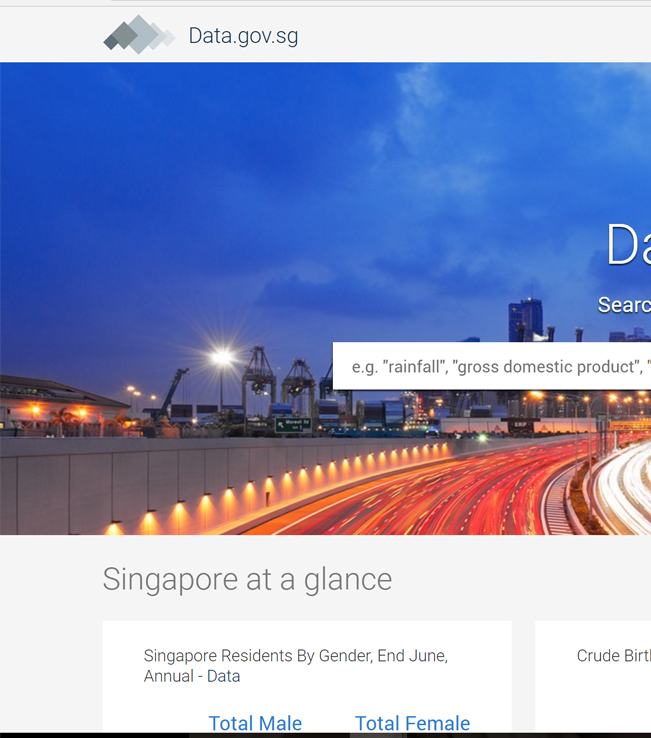 Data.gov.sg
Da
Searc
e.g. "rainfall", "gross domestic product", "
ERP
Singapore at a glance
Singapore Residents By Gender, End June,
Annual - Data
Crude Birt
Total Male
Total Female